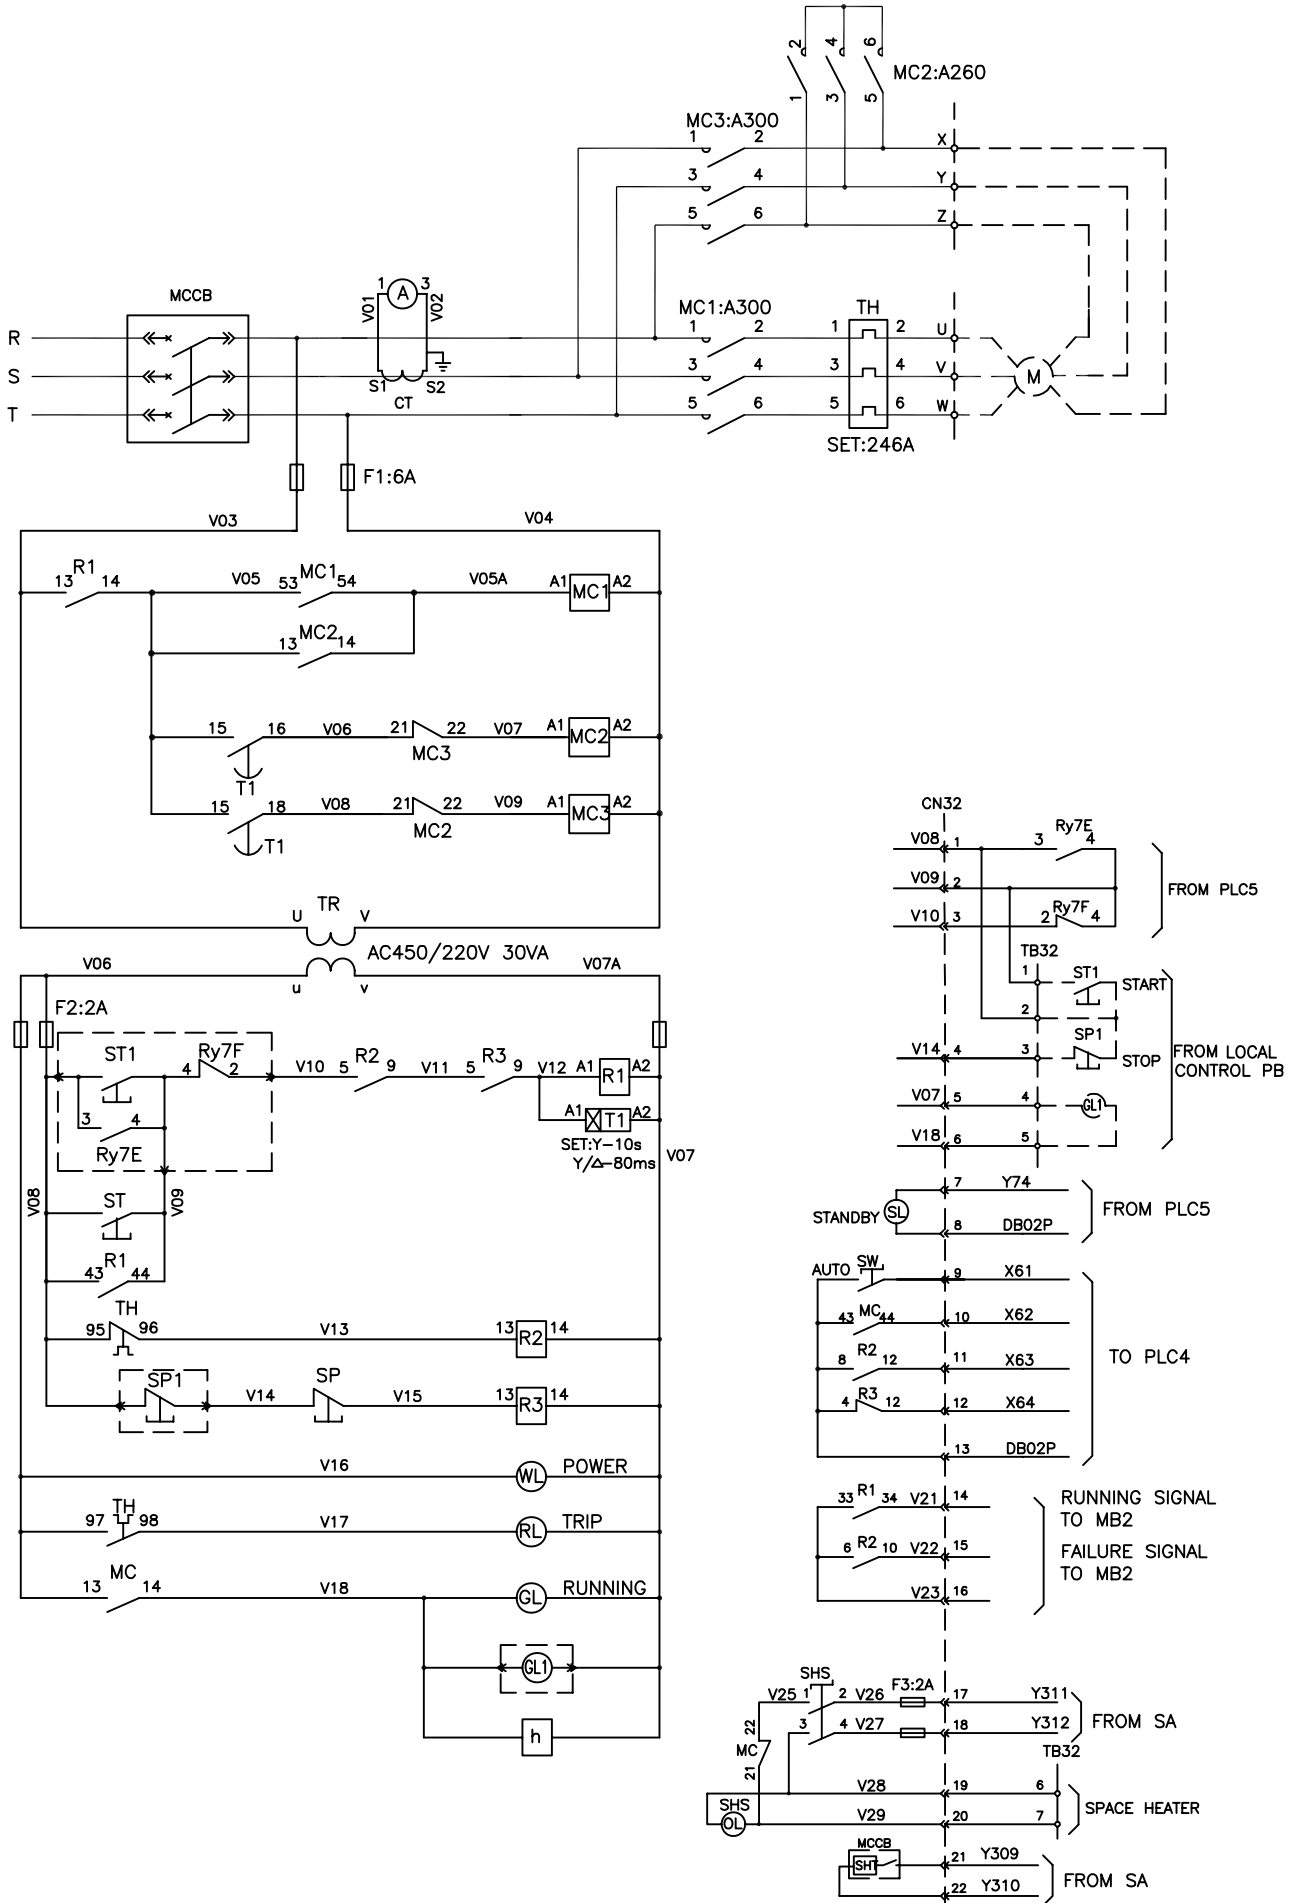 2 4 6
MC2:A260
1 3 5
MC3:A300
1 2 X
3 4 Y
5 6 Z
MCCB
1 A 3
V01 V02
MC1:A300 TH
R 1 2 1 2 U
S S1 S2 3 4 3 4 V M
CT
T 5 6 5 6 W
SET:246A
F1:6A
V03 V04
R1 MC1
13 14 V05 53 54 V05A A1 MC1 A2
MC2
13 14
15 16 V06 21 22 V07 A1 MC2 A2
MC3
T1
15 18 V08 21 22 V09 A1 MC3 A2
MC2
T1
TR
U V
AC450/220V 30VA
V06 u v V07A
F2:2A
ST1 Ry7F
4 2 V10 5 R2 9 V11 5 R3 9 V12 A1 R1 A2
3 4 A1 T1 A2
Ry7E
SET:Y-10s
Y/△-80ms
V07
V08 ST V09
R1
43 44
TH
95 96 V13 13 R2 14
SP1 SP
V14 V15 13 R3 14
V16 WL POWER
TH
97 98 V17 RL TRIP
MC
13 14 V18 GL RUNNING
GL1
h
CN32
Ry7E
V08 1 3 4
V09 2
FROM PLC5
Ry7F
V10 3 2 4
TB32
1 ST1 START
2
SP1
V14 4 3 STOP
FROM LOCAL
CONTROL PB
V07 5 4 GL1
V18 6 5
7 Y74
STANDBY SL
FROM PLC5
8 DB02P
AUTO SW 9 X61
43 MC 44 10 X62
8 R2 12 11 X63
TO PLC4
4 R3 12 12 X64
13 DB02P
33 R1 34 V21 14
RUNNING SIGNAL
TO MB2
6 R2 10 V22 15
FAILURE SIGNAL
TO MB2
V23 16
SHS F3:2A
V25 1 2 V26 17 Y311
FROM SA
22 3 4 V27 18 Y312
MC TB32
21
V28 19 6
SHS
OL
SPACE HEATER
V29 20 7
MCCB
SHT 21 Y309
FROM SA
22 Y310